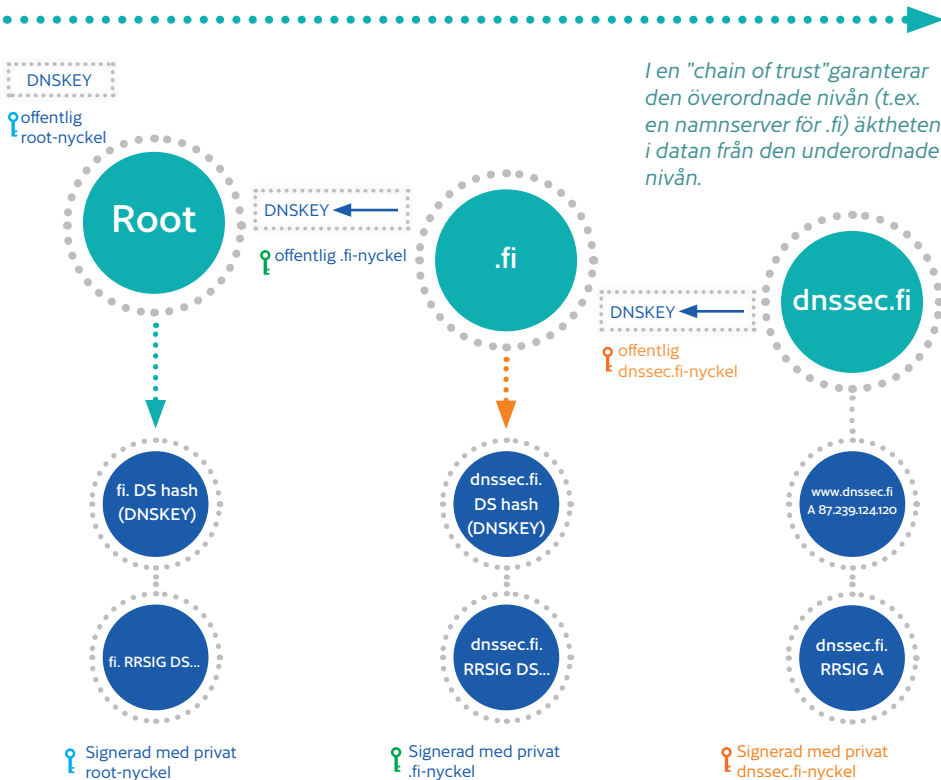 DNSKEY
offentlig
root-nyckel
I en ”chain of trust”garanterar
den överordnade nivån (t.ex.
en namnserver för .fi) äktheten
i datan från den underordnade
nivån.
Root
DNSKEY
offentlig .fi-nyckel
.fi
DNSKEY
offentlig
dnssec.fi-nyckel
dnssec.fi
fi. DS hash
(DNSKEY)
dnssec.fi.
DS hash
(DNSKEY)
www.dnssec.fi
A 87.239.124.120
fi. RRSIG DS...
dnssec.fi.
RRSIG DS...
dnssec.fi.
RRSIG A
Signerad med privat
root-nyckel
Signerad med privat
.fi-nyckel
Signerad med privat
dnssec.fi-nyckel